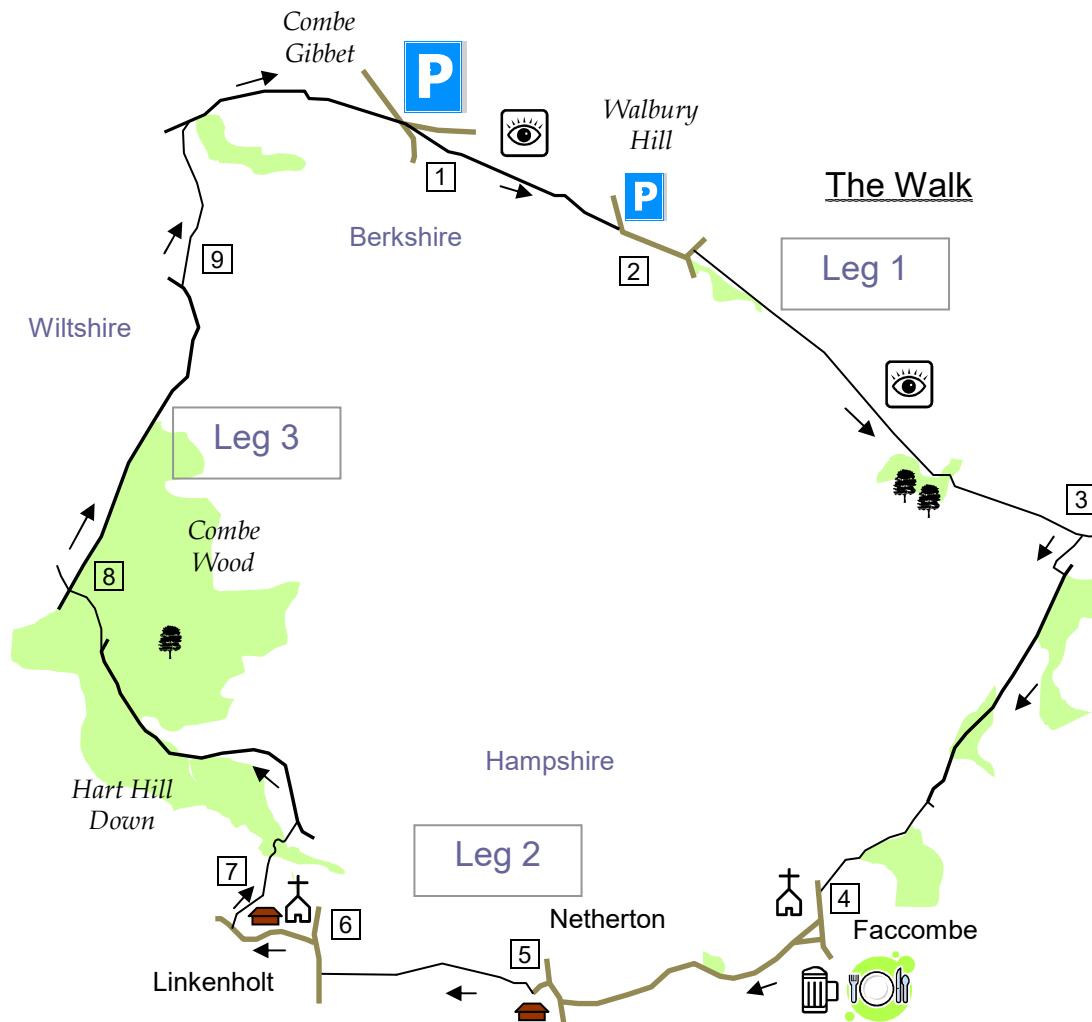 Combe
Gibbet
P
Walbury
Hill
P
The Walk
1
Berkshire
2
Leg 1
9
Wiltshire
Leg 3
3
Combe
Wood
8
Hampshire
Hart Hill
Down
Leg 2
7
6
4
Netherton
Faccombe
5
Linkenholt